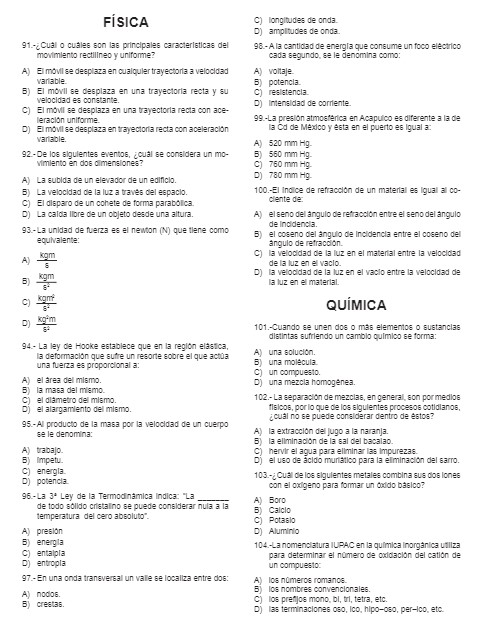 FÍSICA
91.-¿Cuál o cuáles son las principales características del
movimiento rectilíneo y uniforme?
A) El móvil se desplaza en cualquier trayectoria a velocidad
variable.
B) El móvil se desplaza en una trayectoria recta y su
velocidad es constante.
C) El móvil se desplaza en una trayectoria recta con ace-
leración uniforme.
D) El móvil se desplaza en trayectoria recta con aceleración
variable.
92.-De los siguientes eventos, ¿cuál se considera un mo-
vimiento en dos dimensiones?
A) La subida de un elevador de un edificio.
B) La velocidad de la luz a través del espacio.
C) El disparo de un cohete de forma parabólica.
D) La caída libre de un objeto desde una altura.
93.-La unidad de fuerza es el newton (N) que tiene como
equivalente:
A) kgm/s
B) kgm/s²
C) kgm²/s²
D) kg²m/s²
94.- La ley de Hooke establece que en la región elástica,
la deformación que sufre un resorte sobre el que actúa
una fuerza es proporcional a:
A) el área del mismo.
B) la masa del mismo.
C) el diámetro del mismo.
D) el alargamiento del mismo.
95.-Al producto de la masa por la velocidad de un cuerpo
se le denomina:
A) trabajo.
B) ímpetu.
C) energía.
D) potencia.
96.-La 3ª Ley de la Termodinámica indica: "La _______
de todo sólido cristalino se puede considerar nula a la
temperatura del cero absoluto".
A) presión
B) energía
C) entalpía
D) entropía
97.-En una onda transversal un valle se localiza entre dos:
A) nodos.
B) crestas.
C) longitudes de onda.
D) amplitudes de onda.
98.-A la cantidad de energía que consume un foco eléctrico
cada segundo, se le denomina como:
A) voltaje.
B) potencia.
C) resistencia.
D) intensidad de corriente.
99.-La presión atmosférica en Acapulco es diferente a la de
la Cd de México y ésta en el puerto es igual a:
A) 520 mm Hg.
B) 560 mm Hg.
C) 760 mm Hg.
D) 780 mm Hg.
100.-El índice de refracción de un material es igual al co-
ciente de:
A) el seno del ángulo de refracción entre el seno del ángulo
de incidencia.
B) el coseno del ángulo de incidencia entre el coseno del
ángulo de refracción.
C) la velocidad de la luz en el material entre la velocidad
de la luz en el vacío.
D) la velocidad de la luz en el vacío entre la velocidad de
la luz en el material.
QUÍMICA
101.-Cuando se unen dos o más elementos o sustancias
distintas sufriendo un cambio químico se forma:
A) una solución.
B) una molécula.
C) un compuesto.
D) una mezcla homogénea.
102.- La separación de mezclas, en general, son por medios
físicos, por lo que de los siguientes procesos cotidianos,
¿cuál no se puede considerar dentro de éstos?
A) la extracción del jugo a la naranja.
B) la eliminación de la sal del bacalao.
C) hervir el agua para eliminar las impurezas.
D) el uso de ácido muriático para la eliminación del sarro.
103.-¿Cuál de los siguientes metales combina sus dos iones
con el oxígeno para formar un óxido básico?
A) Boro
B) Calcio
C) Potasio
D) Aluminio
104.-La nomenclatura IUPAC en la química inorgánica utiliza
para determinar el número de oxidación del catión de
un compuesto:
A) los números romanos.
B) los nombres convencionales.
C) los prefijos mono, bi, tri, tetra, etc.
D) las terminaciones oso, ico, hipo–oso, per–ico, etc.